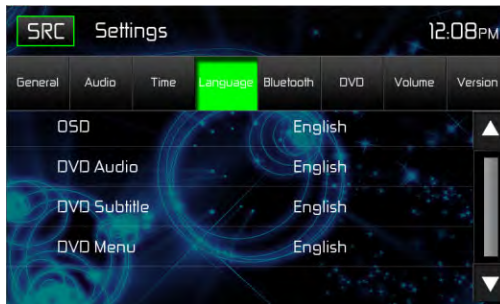 SRC Settings 12:08PM
General Audio Time Language Bluetooth DVD Volume Version
OSD English
DVD Audio English
DVD Subtitle English
DVD Menu English